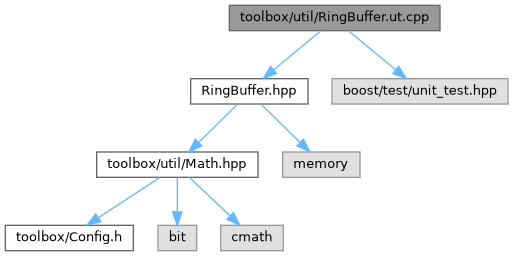 toolbox/util/RingBuffer.ut.cpp
RingBuffer.hpp
boost/test/unit_test.hpp
toolbox/util/Math.hpp
memory
toolbox/Config.h
bit
cmath